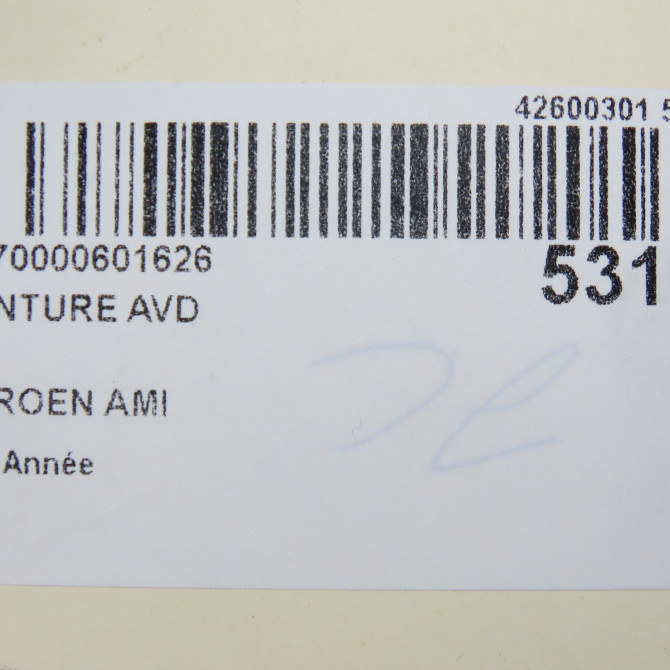 42600301 5
70000601626
531
NTURE AVD
ROEN AMI
Année